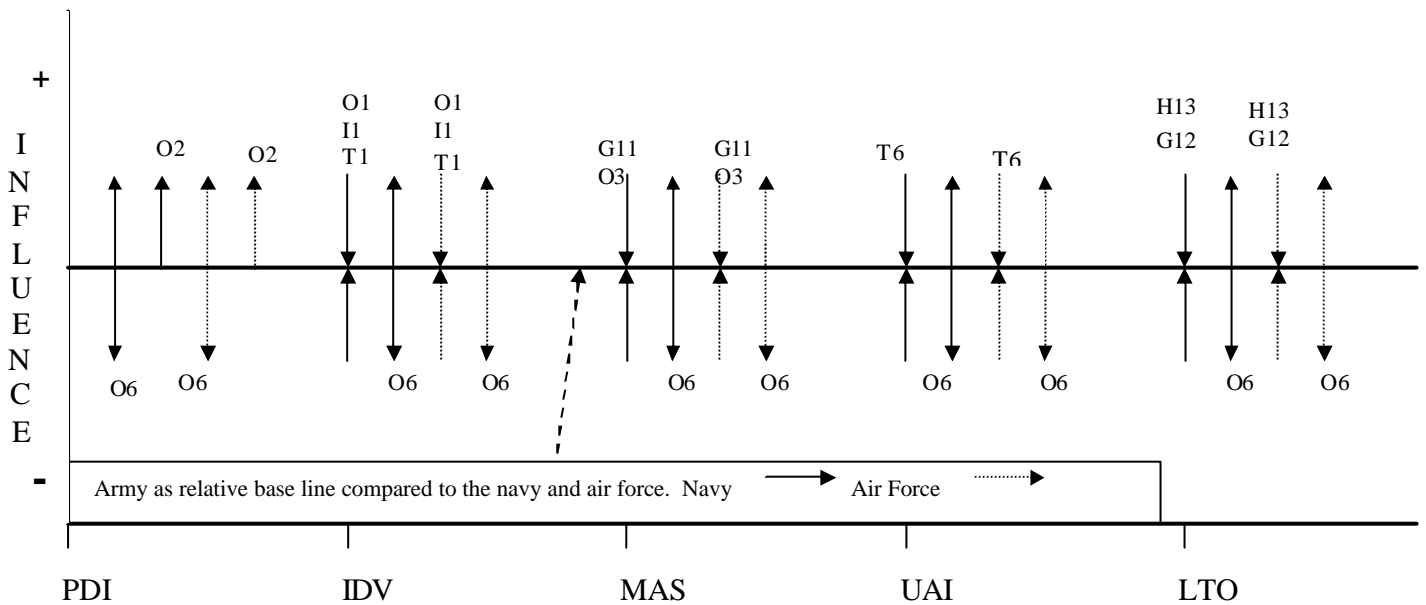 +
INFLUENCE
-
O2
O2
O1
I1
T1
O1
I1
T1
G11
O3
G11
O3
T6
T6
H13
G12
H13
G12
O6
O6
O6
O6
O6
O6
O6
O6
O6
O6
Army as relative base line compared to the navy and air force. Navy
Air Force
PDI
IDV
MAS
UAI
LTO